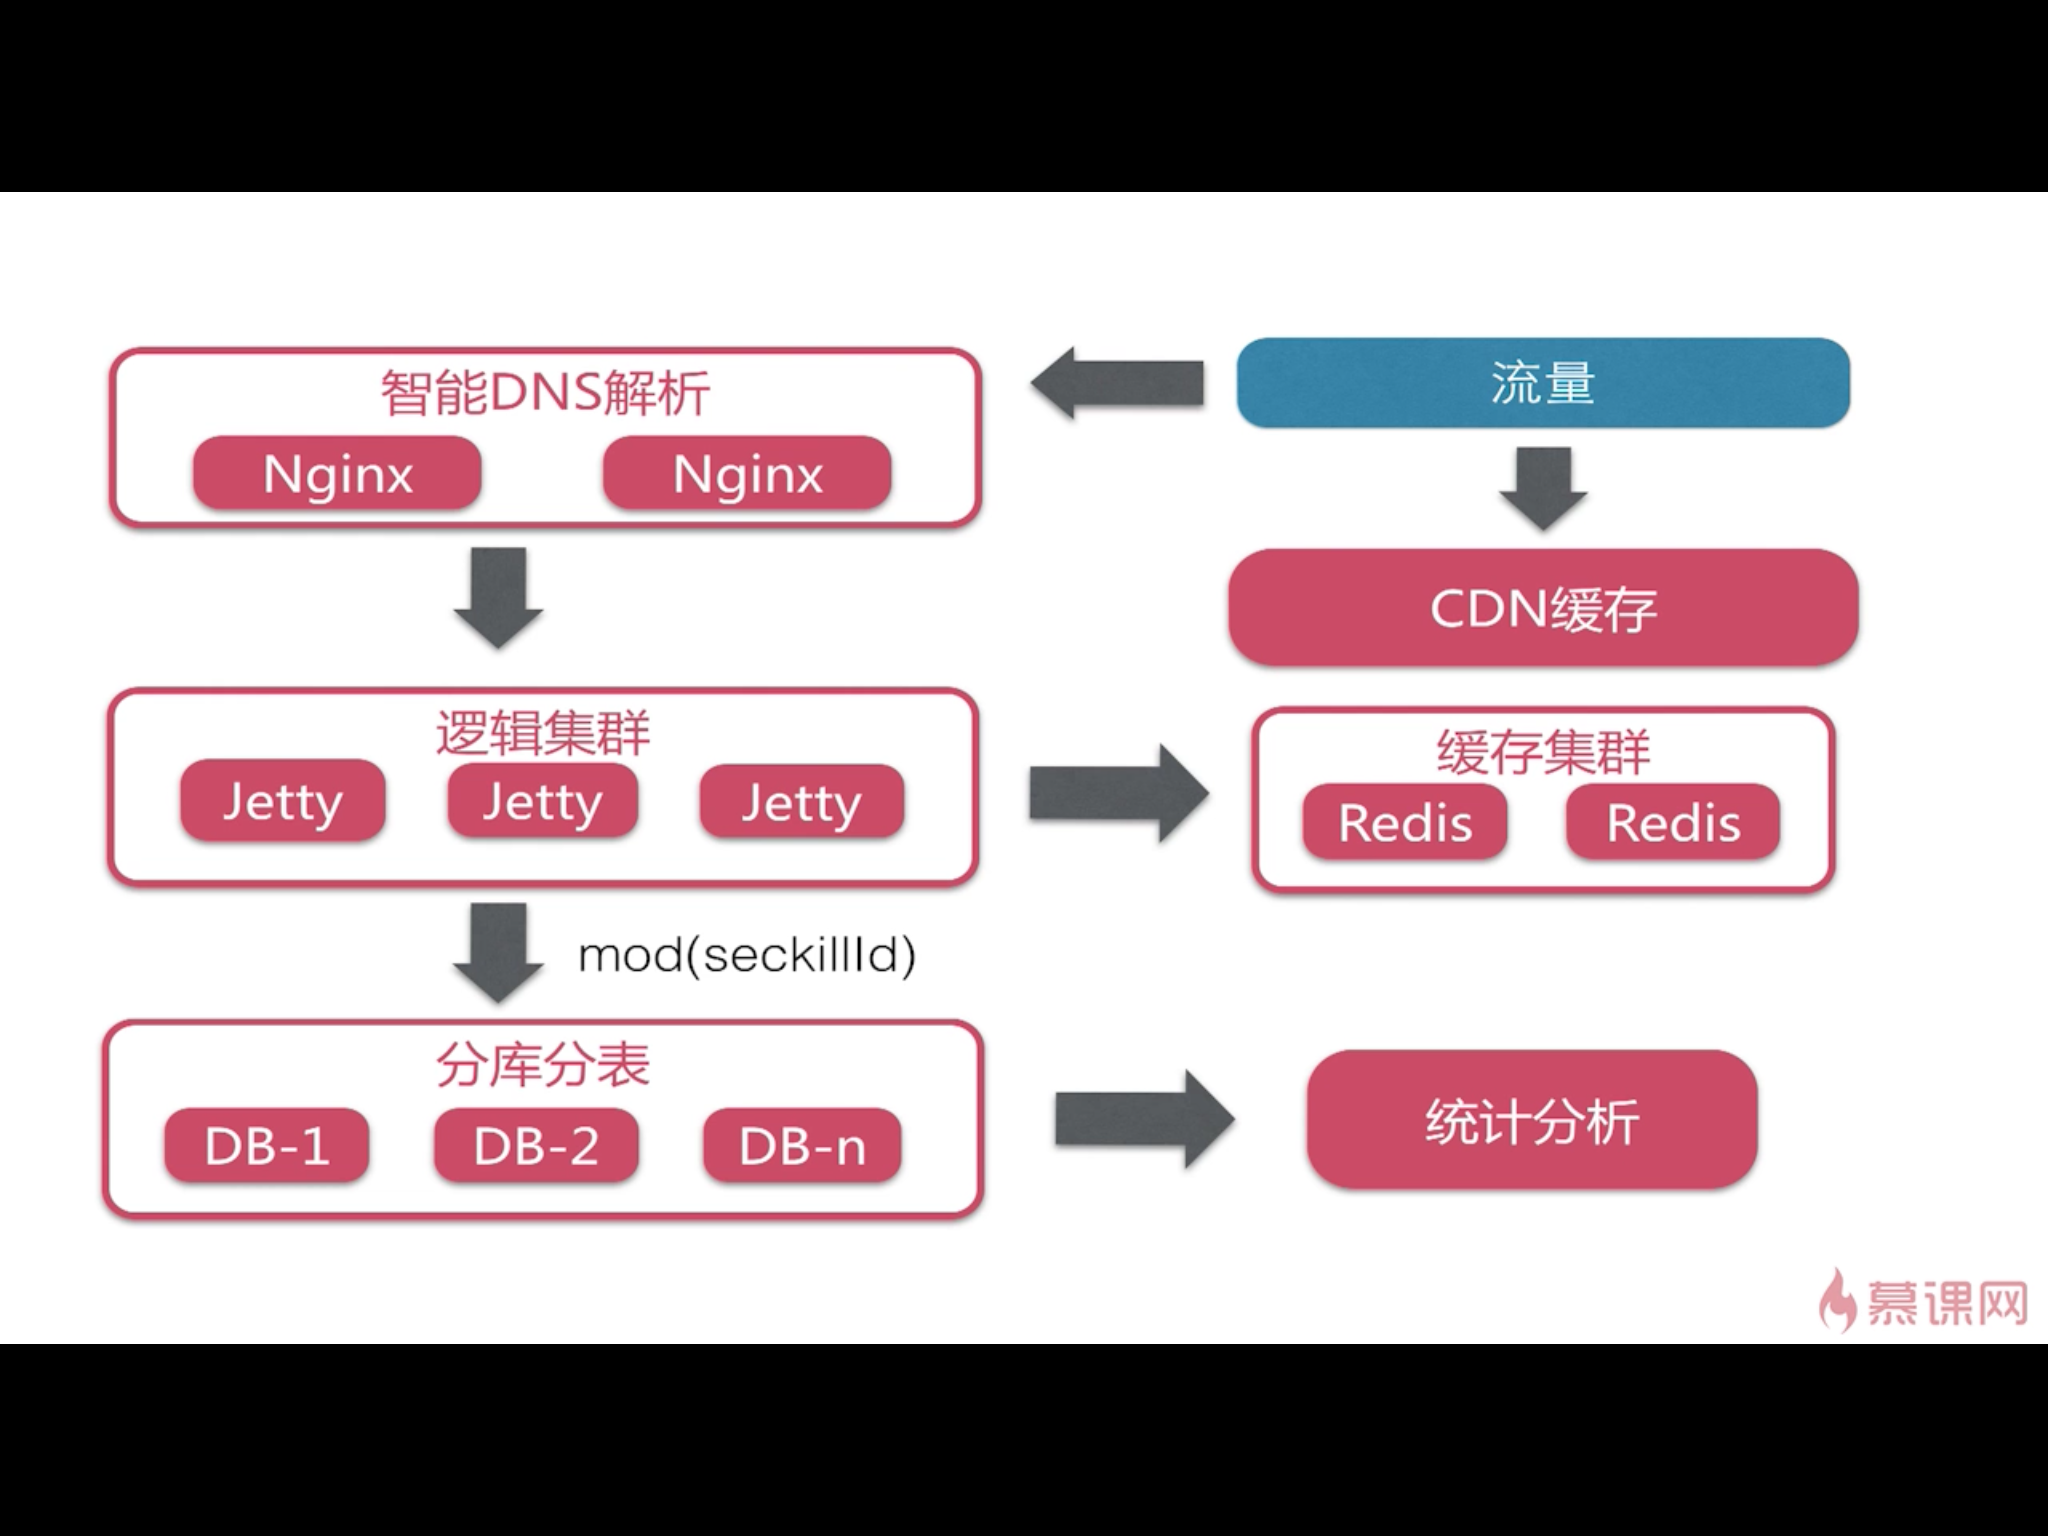 智能DNS解析
Nginx Nginx
流量
CDN缓存
逻辑集群
Jetty Jetty Jetty
缓存集群
Redis Redis
mod(seckillId)
分库分表
DB-1 DB-2 DB-n
统计分析
慕课网